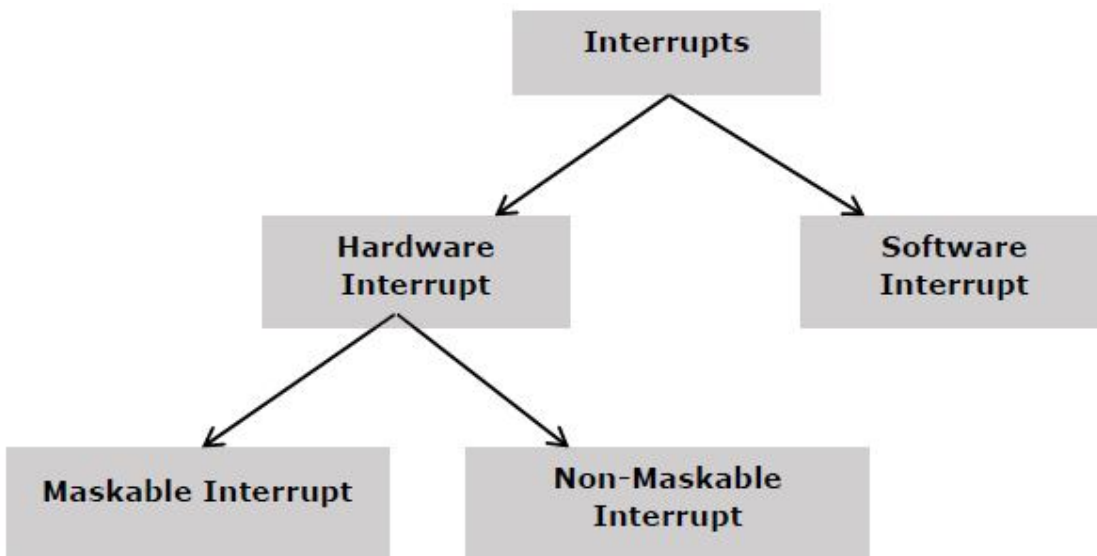 Interrupts
Hardware
Interrupt
Software
Interrupt
Maskable Interrupt
Non-Maskable
Interrupt